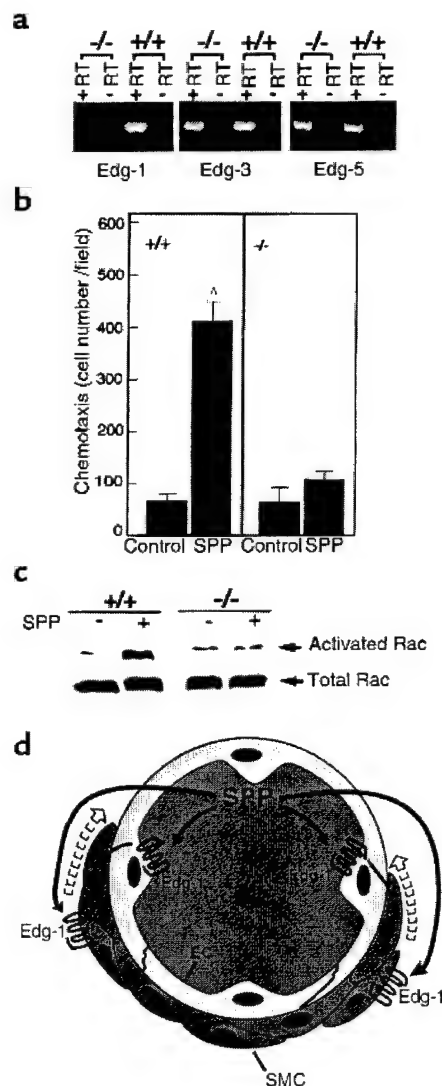 a
-/- +/+ -/- +/+ -/- +/+
+RT -RT +RT -RT +RT -RT +RT -RT +RT -RT +RT -RT
Edg-1 Edg-3 Edg-5
b
Chemotaxis (cell number /field)
600
500
400
300
200
100
0
+/+
^
-/-
Control SPP Control SPP
c
+/+ -/-
SPP - + - +
Activated Rac
Total Rac
d
SPP
Edg-1
EC
Edg-1
SMC